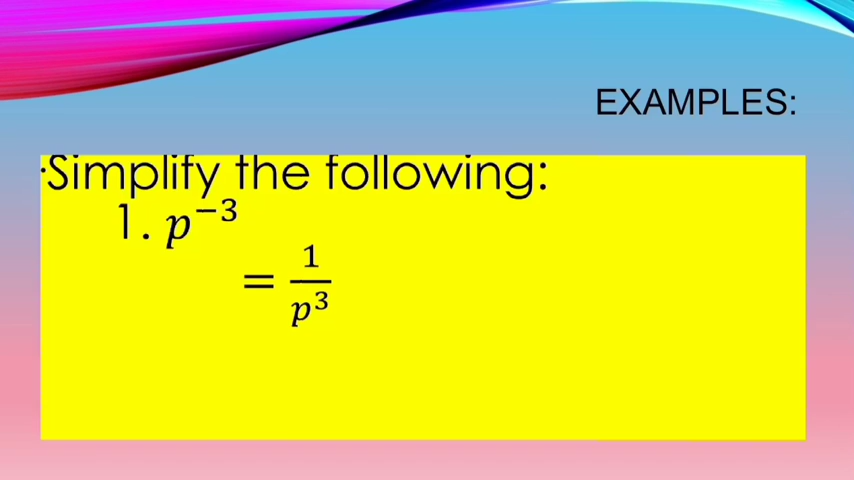 EXAMPLES:
·Simplify the following:
1. 𝑝⁻³
= 1/𝑝³